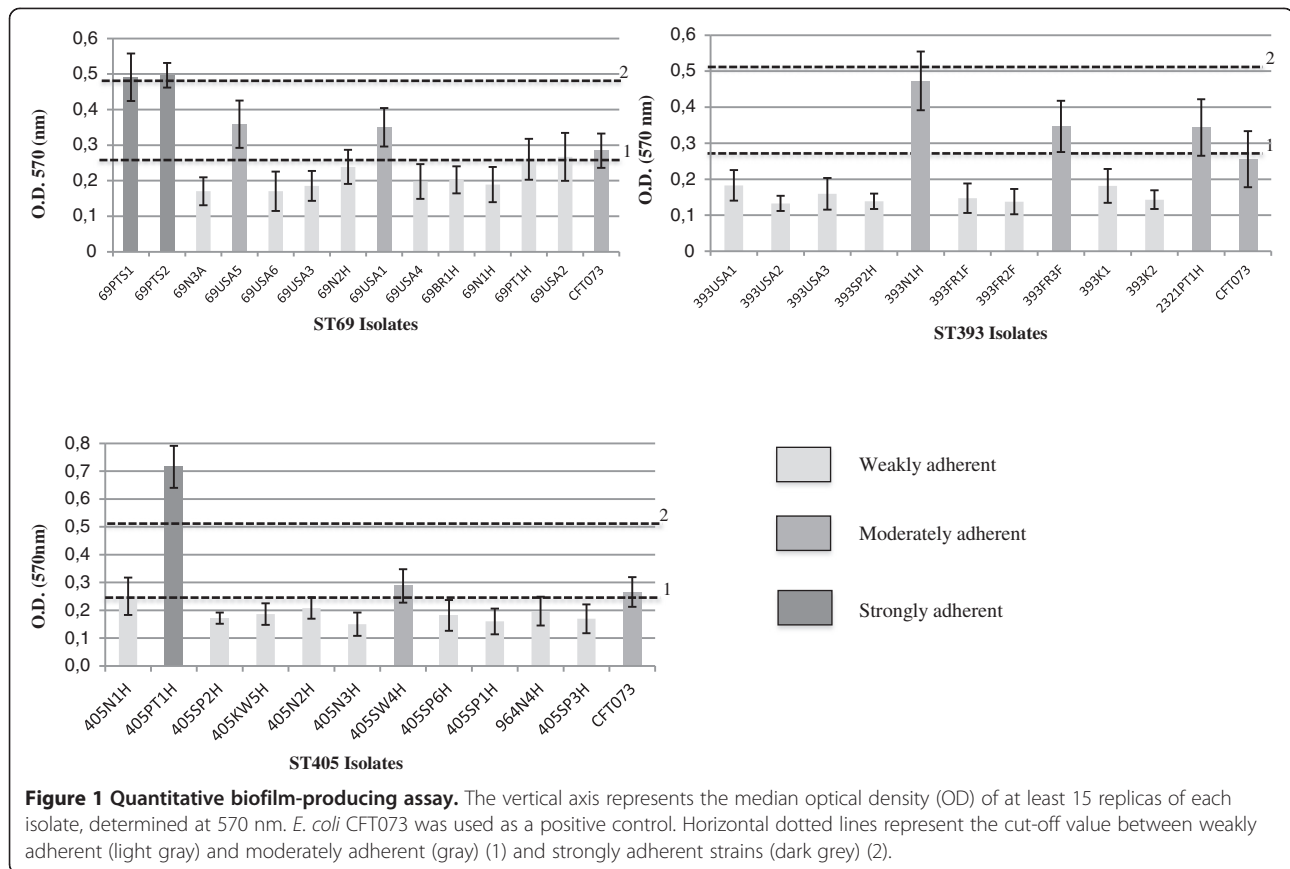 0,6
0,5
0,4
0,3
0,2
0,1
0
O.D. 570 (nm)
2
1
69PTS1
69PTS2
69N3A
69USA5
69USA6
69USA3
69N2H
69USA1
69USA4
69BR1H
69N1H
69PT1H
69USA2
CFT073
ST69 Isolates
0,6
0,5
0,4
0,3
0,2
0,1
0
O.D. (570 nm)
2
1
393USA1
393USA2
393USA3
393SP2H
393N1H
393FR1F
393FR2F
393FR3F
393K1
393K2
2321PT1H
CFT073
ST393 Isolates
0,8
0,7
0,6
0,5
0,4
0,3
0,2
0,1
0,0
O.D. (570nm)
2
1
405N1H
405PT1H
405SP2H
405KW5H
405N2H
405N3H
405SW4H
405SP6H
405SP1H
964N4H
405SP3H
CFT073
ST405 Isolates
Weakly adherent
Moderately adherent
Strongly adherent
Figure 1 Quantitative biofilm-producing assay. The vertical axis represents the median optical density (OD) of at least 15 replicas of each
isolate, determined at 570 nm. E. coli CFT073 was used as a positive control. Horizontal dotted lines represent the cut-off value between weakly
adherent (light gray) and moderately adherent (gray) (1) and strongly adherent strains (dark grey) (2).